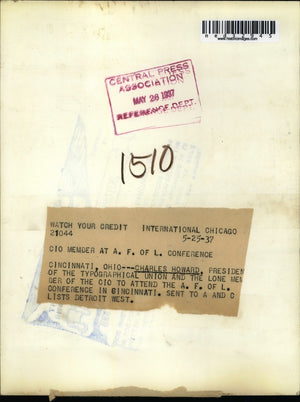 CENTRAL PRESS
ASSOCIATION
MAY 28 1937
REFERENCE DEPT.
1510
WATCH YOUR CREDIT INTERNATIONAL CHICAGO
21044 5-25-37
CIO MEMBER AT A. F. OF L. CONFERENCE
CINCINNATI, OHIO---CHARLES HOWARD, PRESIDEN
OF THE TYPOGRAPHICAL UNION AND THE LONE MEM
BER OF THE CIO TO ATTEND THE A. F. OF L.
CONFERENCE IN CINCINNATI. SENT TO A AND C
LISTS DETROIT WEST.